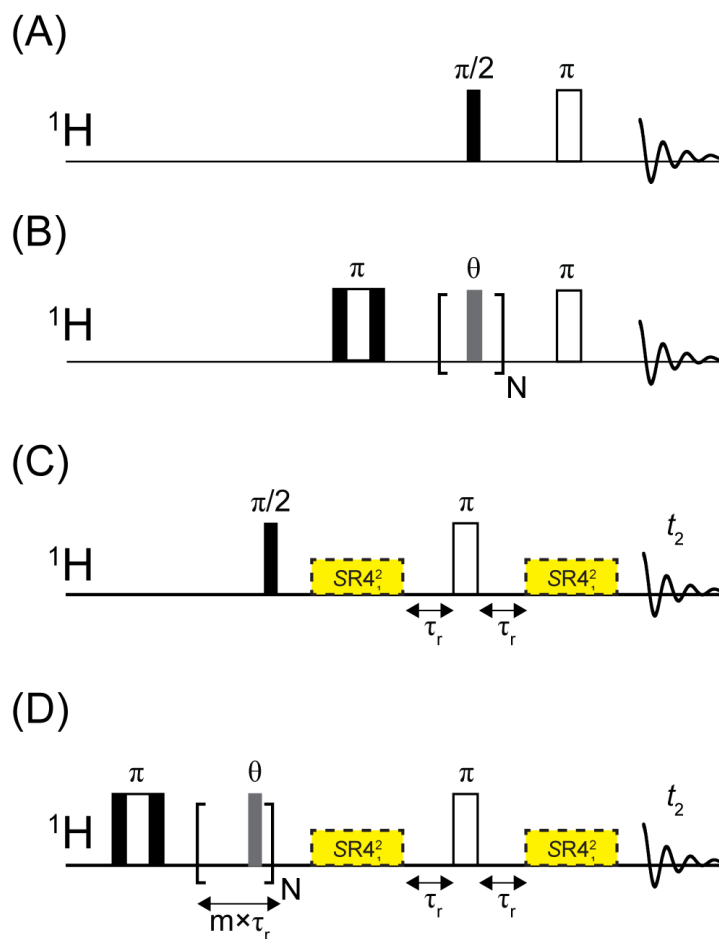 (A)
π/2 π
¹H
(B)
π θ π
¹H
N
(C)
π/2 π t₂
¹H
SR4²₁ SR4²₁
τᵣ τᵣ
(D)
π θ π t₂
¹H
SR4²₁ SR4²₁
N
m×τᵣ τᵣ τᵣ